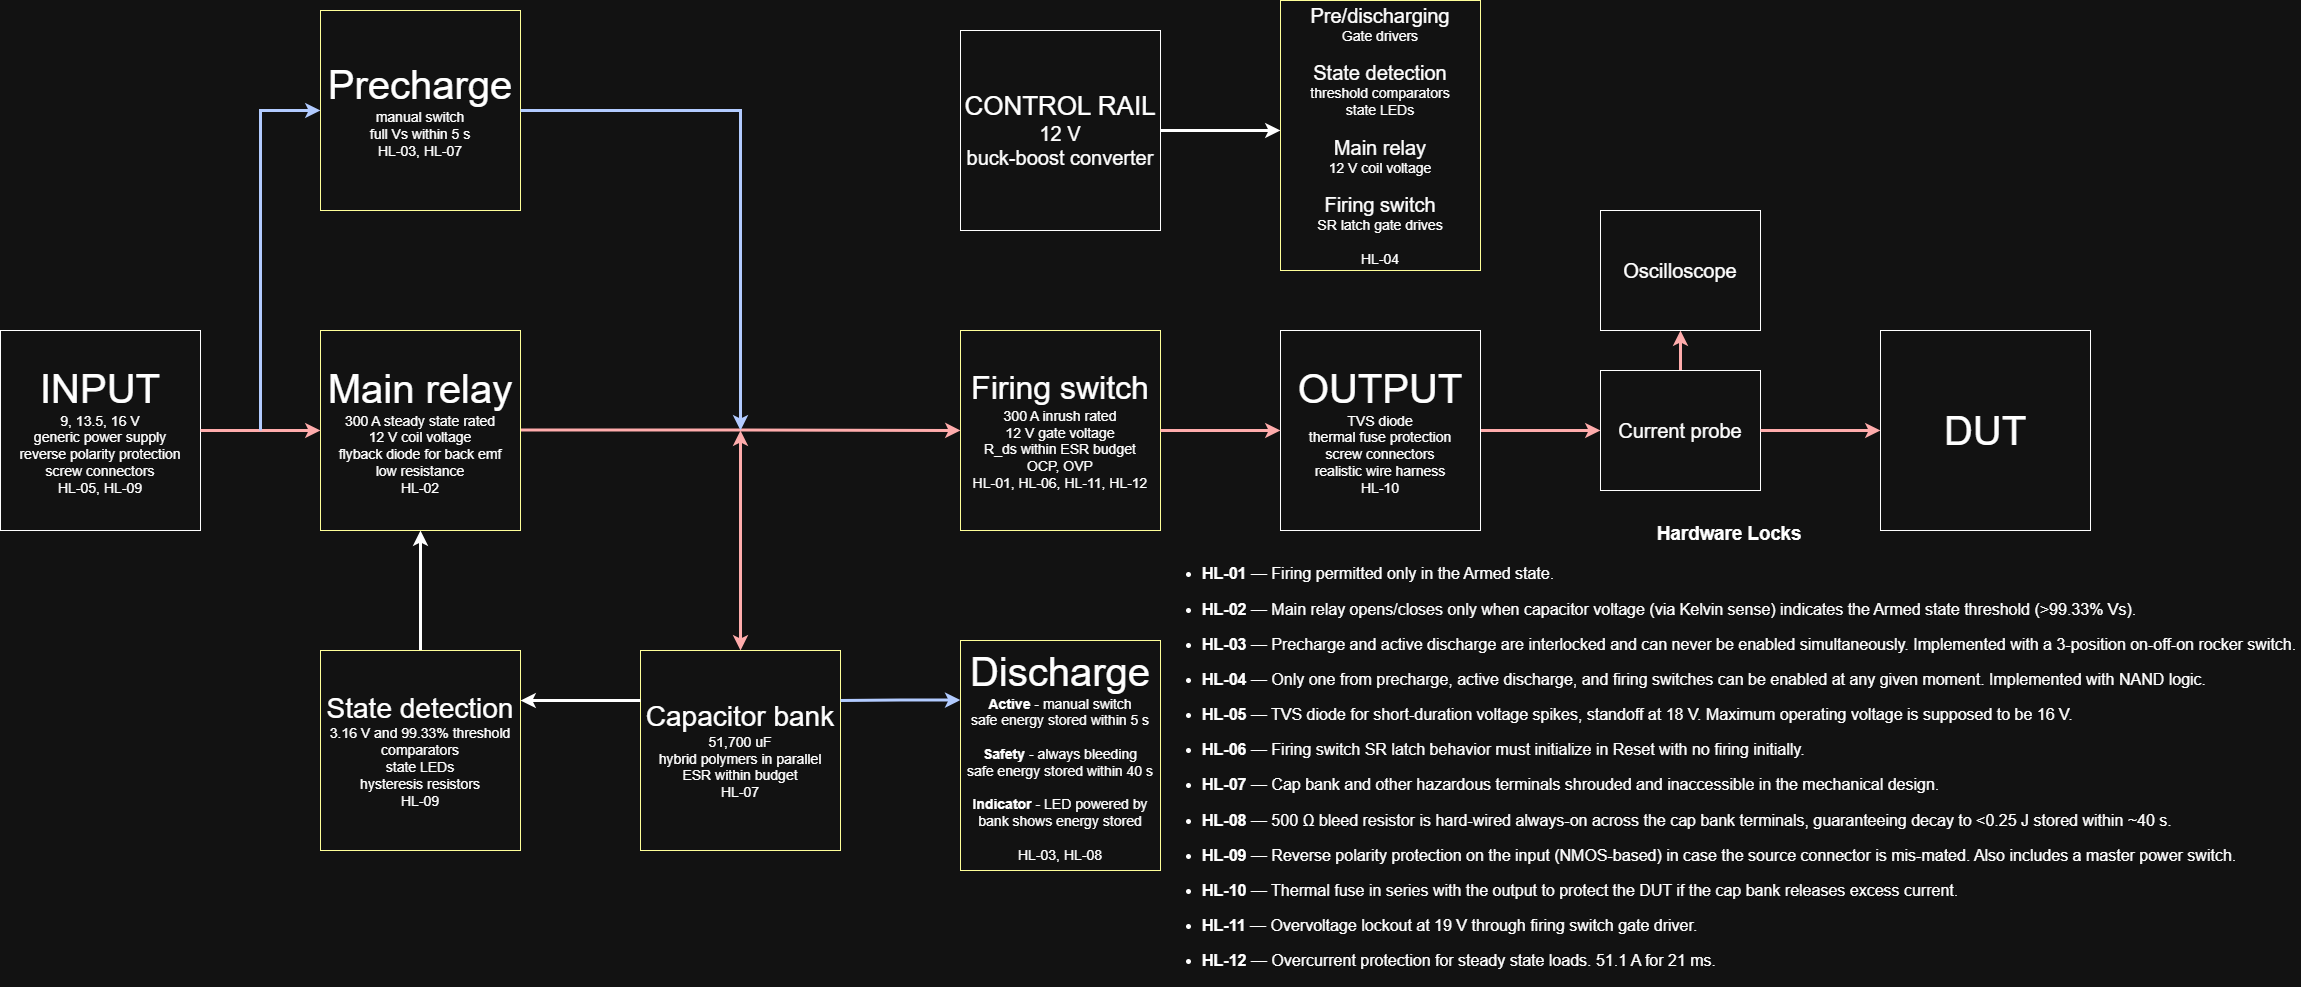 Precharge
manual switch
full Vs within 5 s
HL-03, HL-07
CONTROL RAIL
12 V
buck-boost converter
Pre/discharging
Gate drivers
State detection
threshold comparators
state LEDs
Main relay
12 V coil voltage
Firing switch
SR latch gate drives
HL-04
Oscilloscope
INPUT
9, 13.5, 16 V
generic power supply
reverse polarity protection
screw connectors
HL-05, HL-09
Main relay
300 A steady state rated
12 V coil voltage
flyback diode for back emf
low resistance
HL-02
Firing switch
300 A inrush rated
12 V gate voltage
R_ds within ESR budget
OCP, OVP
HL-01, HL-06, HL-11, HL-12
OUTPUT
TVS diode
thermal fuse protection
screw connectors
realistic wire harness
HL-10
Current probe
DUT
State detection
3.16 V and 99.33% threshold
comparators
state LEDs
hysteresis resistors
HL-09
Capacitor bank
51,700 uF
hybrid polymers in parallel
ESR within budget
HL-07
Discharge
Active - manual switch
safe energy stored within 5 s
Safety - always bleeding
safe energy stored within 40 s
Indicator - LED powered by
bank shows energy stored
HL-03, HL-08
Hardware Locks
• HL-01 — Firing permitted only in the Armed state.
• HL-02 — Main relay opens/closes only when capacitor voltage (via Kelvin sense) indicates the Armed state threshold (>99.33% Vs).
• HL-03 — Precharge and active discharge are interlocked and can never be enabled simultaneously. Implemented with a 3-position on-off-on rocker switch.
• HL-04 — Only one from precharge, active discharge, and firing switches can be enabled at any given moment. Implemented with NAND logic.
• HL-05 — TVS diode for short-duration voltage spikes, standoff at 18 V. Maximum operating voltage is supposed to be 16 V.
• HL-06 — Firing switch SR latch behavior must initialize in Reset with no firing initially.
• HL-07 — Cap bank and other hazardous terminals shrouded and inaccessible in the mechanical design.
• HL-08 — 500 Ω bleed resistor is hard-wired always-on across the cap bank terminals, guaranteeing decay to <0.25 J stored within ~40 s.
• HL-09 — Reverse polarity protection on the input (NMOS-based) in case the source connector is mis-mated. Also includes a master power switch.
• HL-10 — Thermal fuse in series with the output to protect the DUT if the cap bank releases excess current.
• HL-11 — Overvoltage lockout at 19 V through firing switch gate driver.
• HL-12 — Overcurrent protection for steady state loads. 51.1 A for 21 ms.